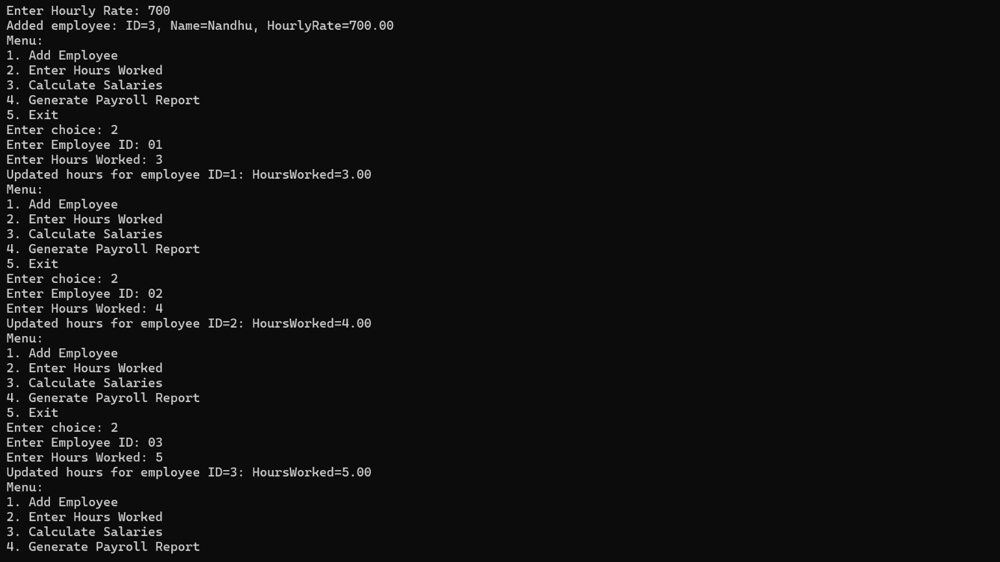 Enter Hourly Rate: 700
Added employee: ID=3, Name=Nandhu, HourlyRate=700.00
Menu:
1. Add Employee
2. Enter Hours Worked
3. Calculate Salaries
4. Generate Payroll Report
5. Exit
Enter choice: 2
Enter Employee ID: 01
Enter Hours Worked: 3
Updated hours for employee ID=1: HoursWorked=3.00
Menu:
1. Add Employee
2. Enter Hours Worked
3. Calculate Salaries
4. Generate Payroll Report
5. Exit
Enter choice: 2
Enter Employee ID: 02
Enter Hours Worked: 4
Updated hours for employee ID=2: HoursWorked=4.00
Menu:
1. Add Employee
2. Enter Hours Worked
3. Calculate Salaries
4. Generate Payroll Report
5. Exit
Enter choice: 2
Enter Employee ID: 03
Enter Hours Worked: 5
Updated hours for employee ID=3: HoursWorked=5.00
Menu:
1. Add Employee
2. Enter Hours Worked
3. Calculate Salaries
4. Generate Payroll Report